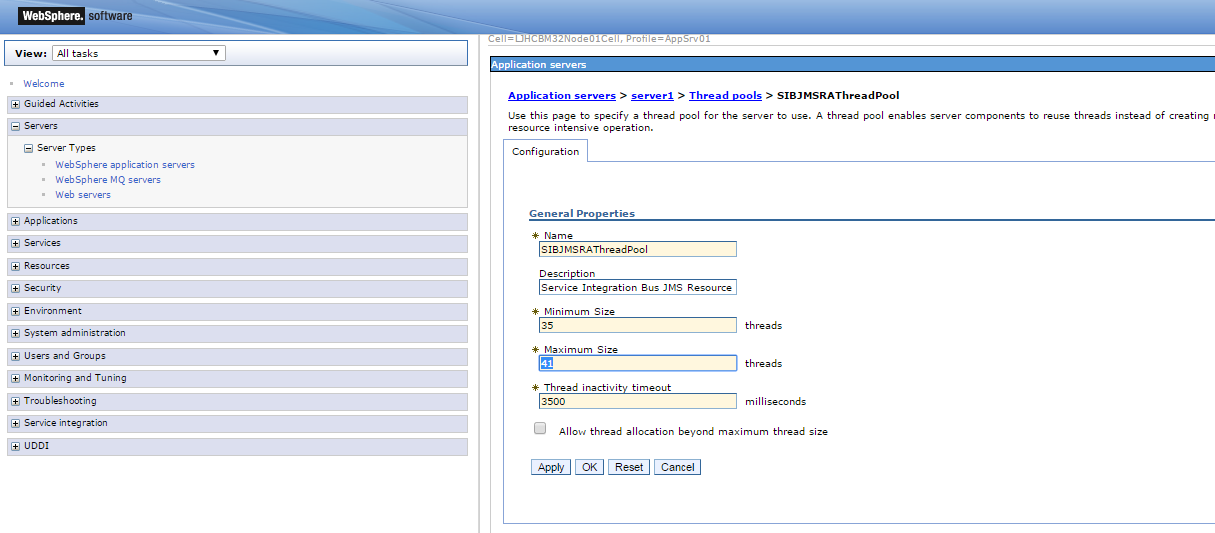 WebSphere. software
View: All tasks
Welcome
Guided Activities
Servers
Server Types
WebSphere application servers
WebSphere MQ servers
Web servers
Applications
Services
Resources
Security
Environment
System administration
Users and Groups
Monitoring and Tuning
Troubleshooting
Service integration
UDDI
Cell=LJHCBM32Node01Cell, Profile=AppSrv01
Application servers
Application servers > server1 > Thread pools > SIBJMSRAThreadPool
Use this page to specify a thread pool for the server to use. A thread pool enables server components to reuse threads instead of creating
resource intensive operation.
Configuration
General Properties
* Name
SIBJMSRAThreadPool
Description
Service Integration Bus JMS Resource
* Minimum Size
35 threads
* Maximum Size
41 threads
* Thread inactivity timeout
3500 milliseconds
Allow thread allocation beyond maximum thread size
Apply OK Reset Cancel